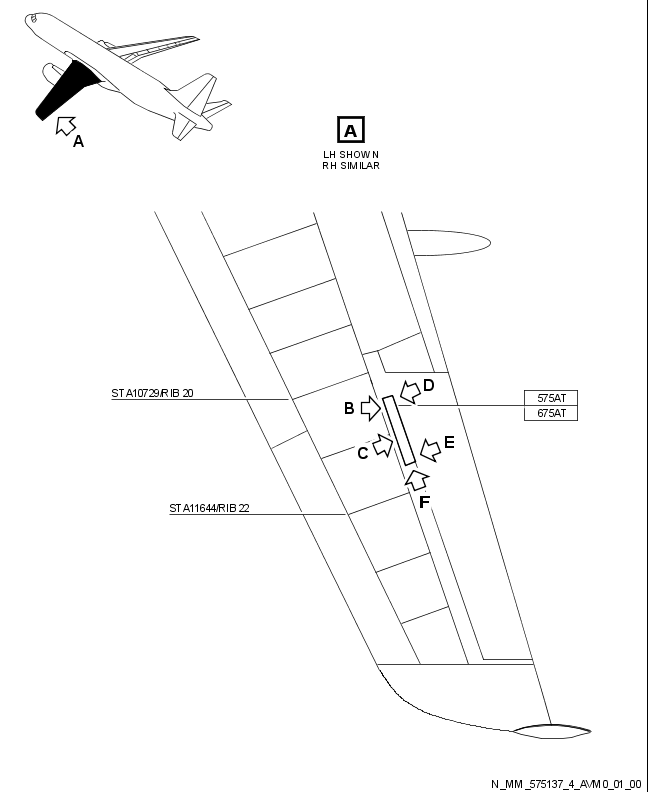 A
A
LH SHOWN
RH SIMILAR
STA10729/RIB 20
D
575AT
B
675AT
E
C
F
STA11644/RIB 22
N_MM_575137_4_AVM0_01_00